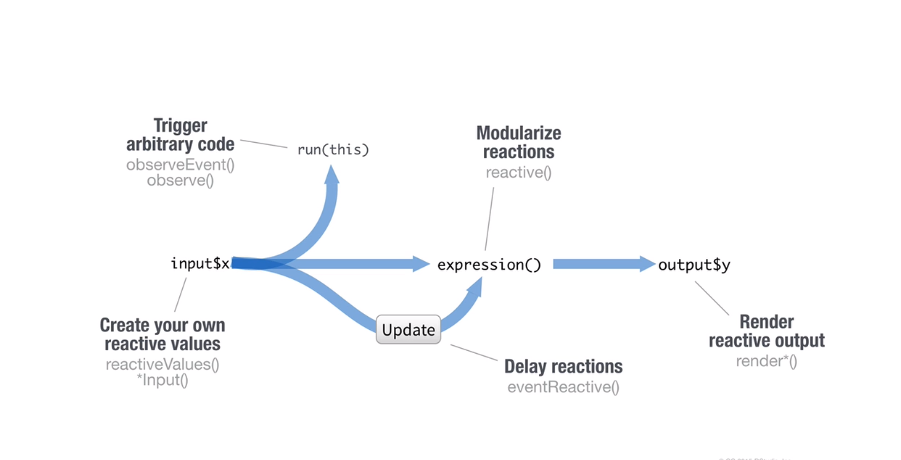 Trigger
arbitrary code
observeEvent()
observe()
run(this)
Modularize
reactions
reactive()
input$x
expression()
output$y
Create your own
reactive values
reactiveValues()
*Input()
Update
Delay reactions
eventReactive()
Render
reactive output
render*()